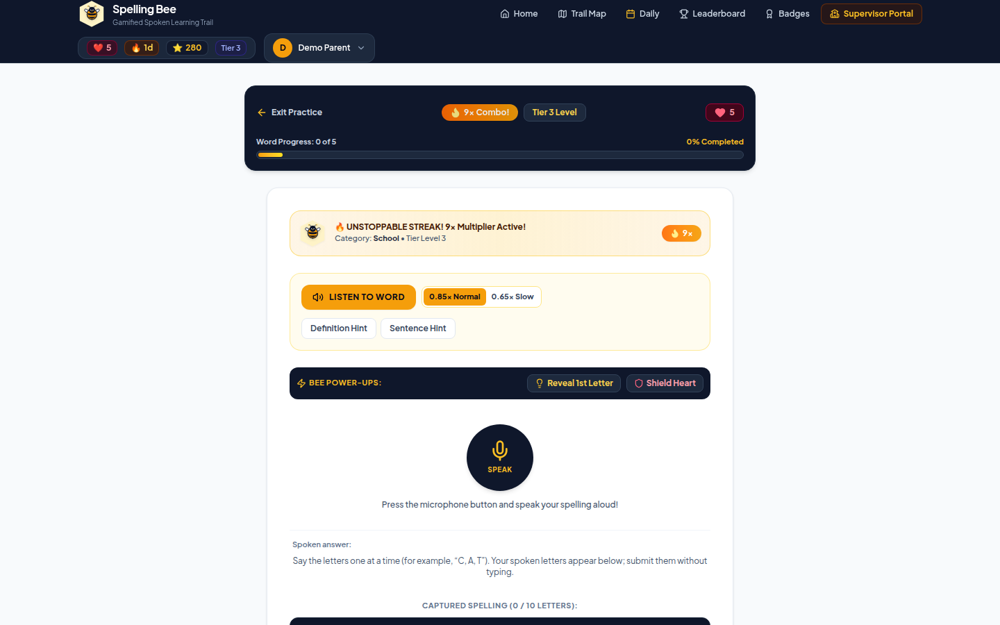 Spelling Bee
Gamified Spoken Learning Trail
Home
Trail Map
Daily
Leaderboard
Badges
Supervisor Portal
5
1d
280
Tier 3
D
Demo Parent
Exit Practice
9× Combo!
Tier 3 Level
5
Word Progress: 0 of 5
0% Completed
🔥 UNSTOPPABLE STREAK! 9× Multiplier Active!
Category: School • Tier Level 3
9×
LISTEN TO WORD
0.85× Normal
0.65× Slow
Definition Hint
Sentence Hint
BEE POWER-UPS:
Reveal 1st Letter
Shield Heart
SPEAK
Press the microphone button and speak your spelling aloud!
Spoken answer:
Say the letters one at a time (for example, “C, A, T”). Your spoken letters appear below; submit them without
typing.
CAPTURED SPELLING (0 / 10 LETTERS):